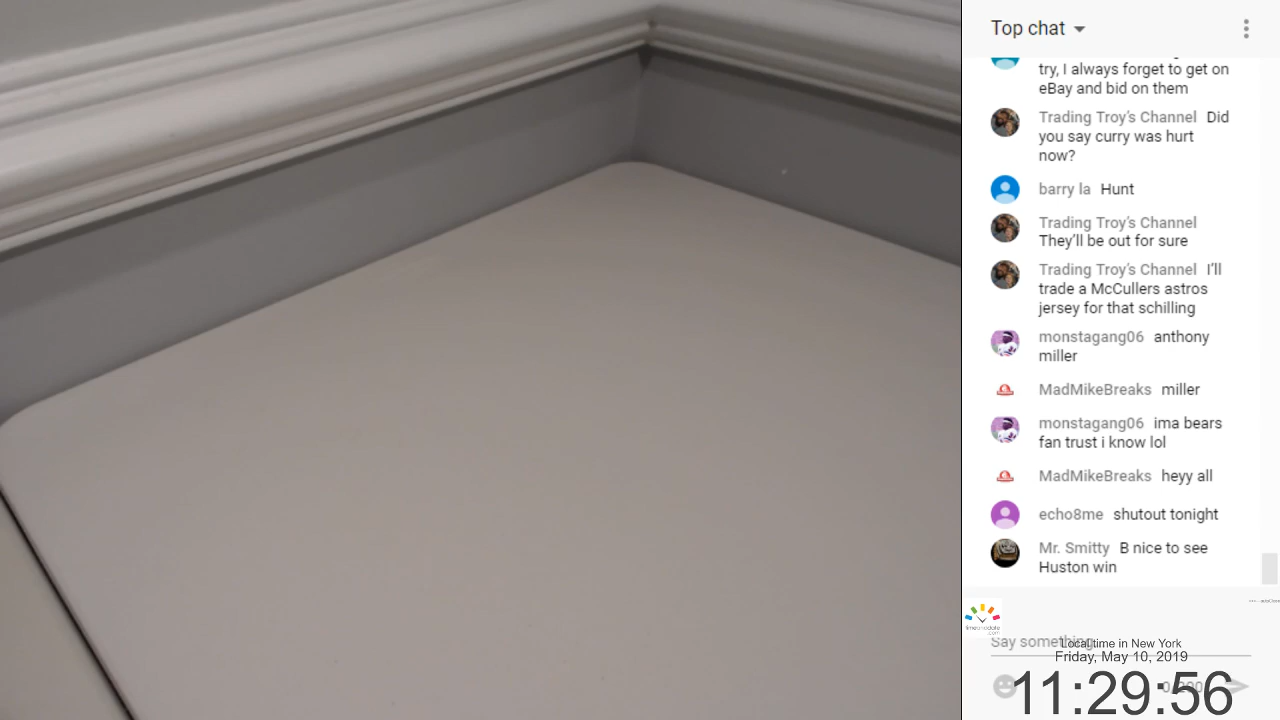 Top chat
try, I always forget to get on
eBay and bid on them
Trading Troy's Channel Did
you say curry was hurt
now?
barry la Hunt
Trading Troy's Channel
They'll be out for sure
Trading Troy's Channel I'll
trade a McCullers astros
jersey for that schilling
monstagang06 anthony
miller
MadMikeBreaks miller
monstagang06 ima bears
fan trust i know lol
MadMikeBreaks heyy all
echo8me shutout tonight
Mr. Smitty B nice to see
Huston win
Say something...
Local time in New York
Friday, May 10, 2019
11:29:56